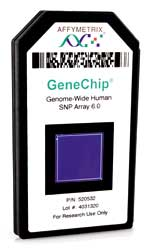 AFFYMETRIX
GeneChip®
Genome-Wide Human
SNP Array 6.0
P/N 520532
Lot # 4031320
For Research Use Only